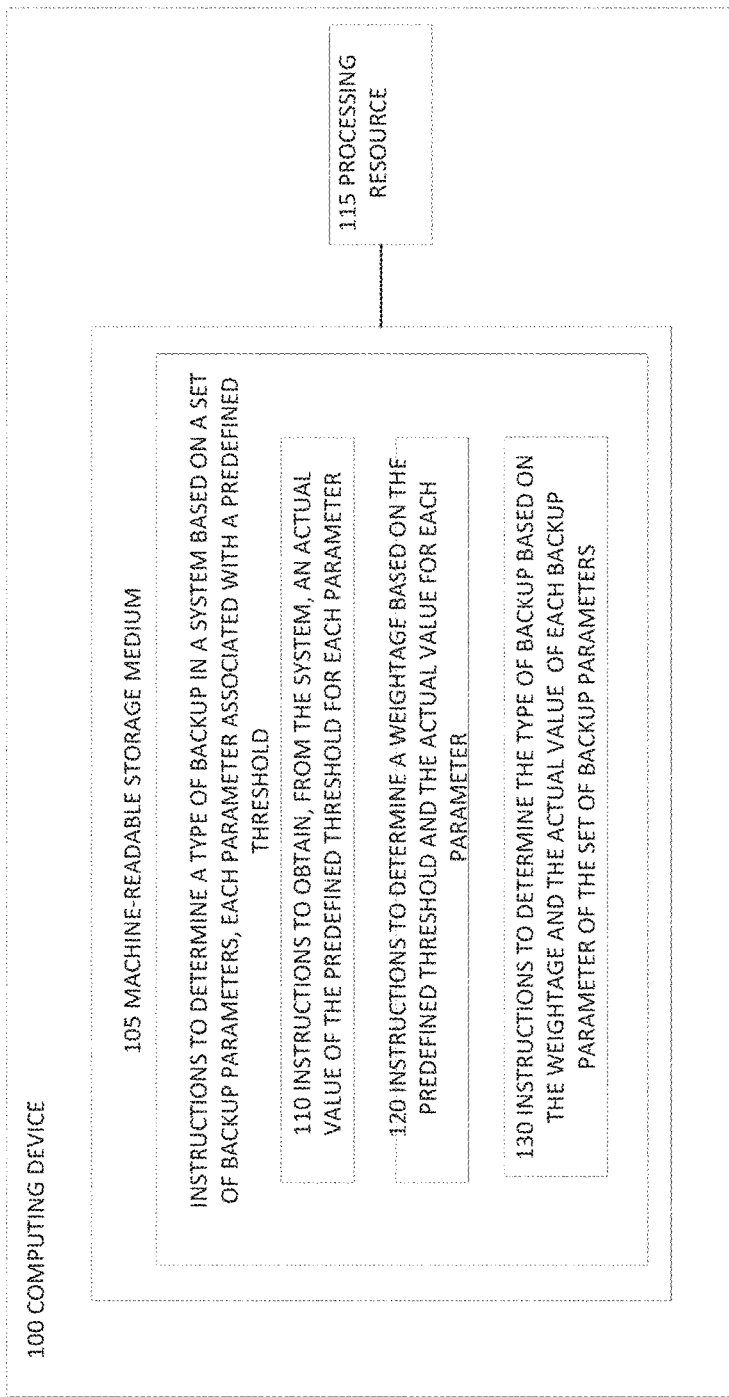 100 COMPUTING DEVICE
105 MACHINE-READABLE STORAGE MEDIUM
INSTRUCTIONS TO DETERMINE A TYPE OF BACKUP IN A SYSTEM BASED ON A SET
OF BACKUP PARAMETERS, EACH PARAMETER ASSOCIATED WITH A PREDEFINED
THRESHOLD
110 INSTRUCTIONS TO OBTAIN, FROM THE SYSTEM, AN ACTUAL
VALUE OF THE PREDEFINED THRESHOLD FOR EACH PARAMETER
120 INSTRUCTIONS TO DETERMINE A WEIGHTAGE BASED ON THE
PREDEFINED THRESHOLD AND THE ACTUAL VALUE FOR EACH
PARAMETER
130 INSTRUCTIONS TO DETERMINE THE TYPE OF BACKUP BASED ON
THE WEIGHTAGE AND THE ACTUAL VALUE OF EACH BACKUP
PARAMETER OF THE SET OF BACKUP PARAMETERS
115 PROCESSING
RESOURCE